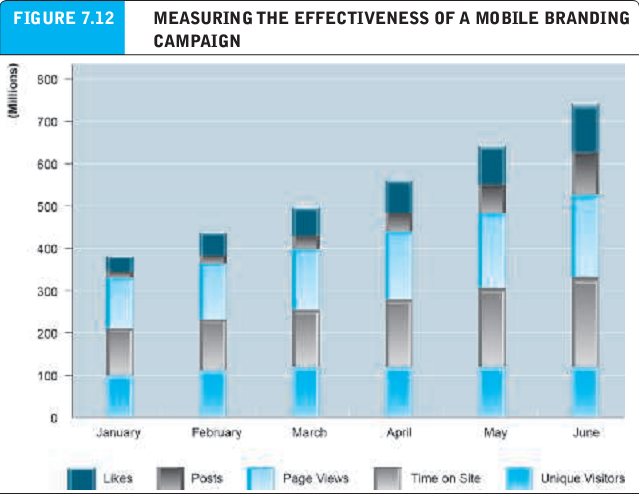 FIGURE 7.12
MEASURING THE EFFECTIVENESS OF A MOBILE BRANDING
CAMPAIGN
(Millions)
800
700
600
500
400
300
200
100
0
January February March April May June
Likes Posts Page Views Time on Site Unique Visitors